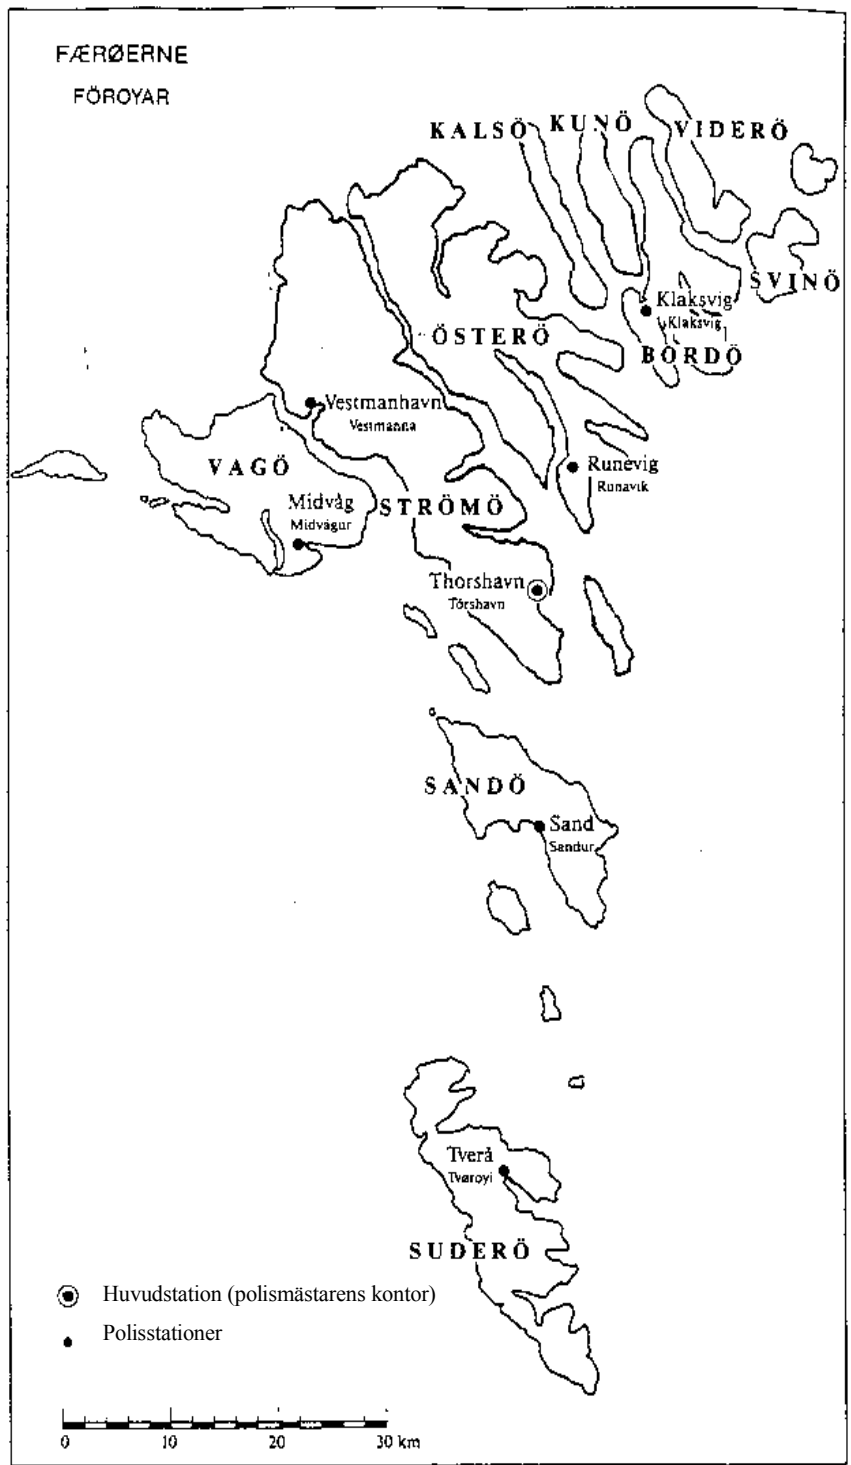 FÆRØERNE
FÖROYAR
KALSÖ
KUNÖ
VIDERÖ
SVINÖ
Klaksvig
Klaksvig
BORDÖ
ÖSTERÖ
Vestmanhavn
Vestmanna
VAGÖ
Runevig
Runavik
Midvåg
Midvágur
STRÖMÖ
Thorshavn
Tórshavn
SANDÖ
Sand
Sandur
Tverå
Tvøroyi
SUDERÖ
Huvudstation (polismästarens kontor)
Polisstationer
0 10 20 30 km